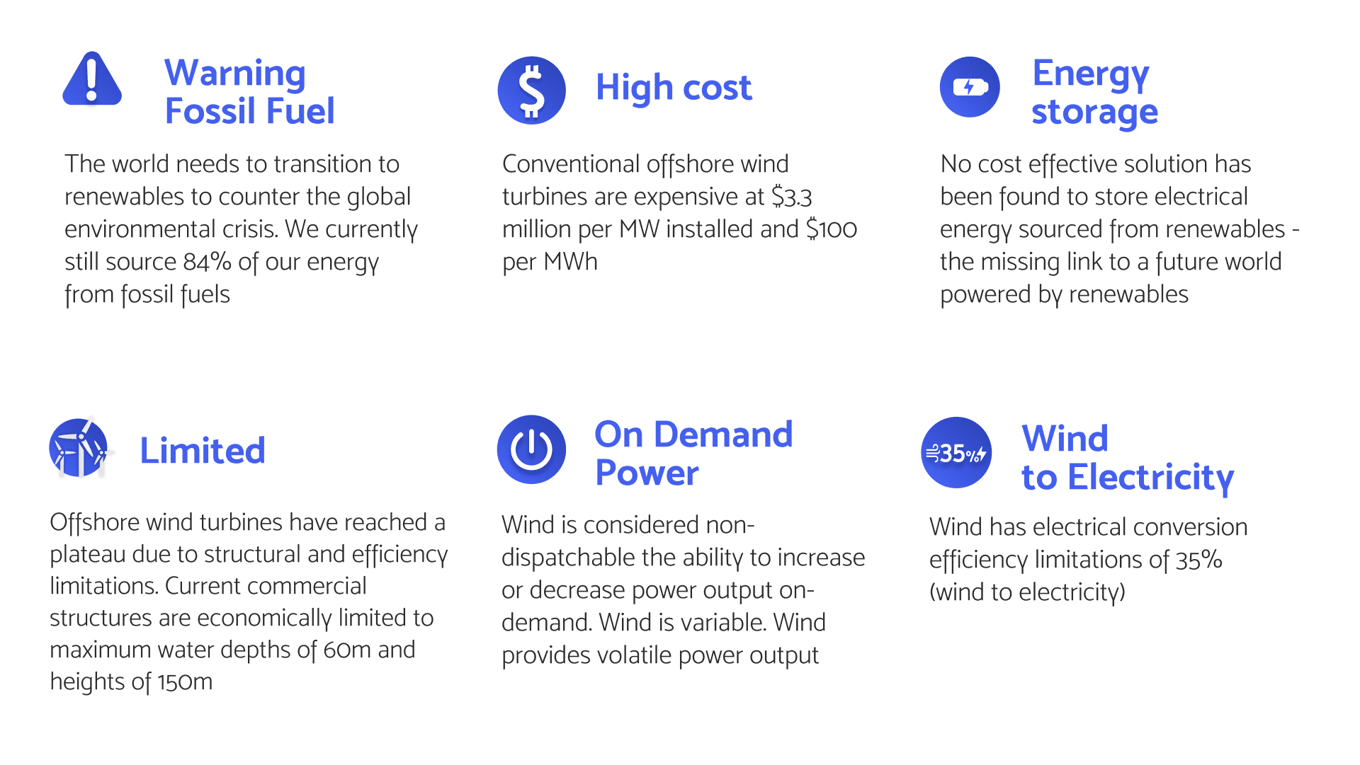 Warning
Fossil Fuel
The world needs to transition to
renewables to counter the global
environmental crisis. We currently
still source 84% of our energy
from fossil fuels
High cost
Conventional offshore wind
turbines are expensive at $3.3
million per MW installed and $100
per MWh
Energy
storage
No cost effective solution has
been found to store electrical
energy sourced from renewables -
the missing link to a future world
powered by renewables
Limited
Offshore wind turbines have reached a
plateau due to structural and efficiency
limitations. Current commercial
structures are economically limited to
maximum water depths of 60m and
heights of 150m
On Demand
Power
Wind is considered non-
dispatchable the ability to increase
or decrease power output on-
demand. Wind is variable. Wind
provides volatile power output
35%
Wind
to Electricity
Wind has electrical conversion
efficiency limitations of 35%
(wind to electricity)